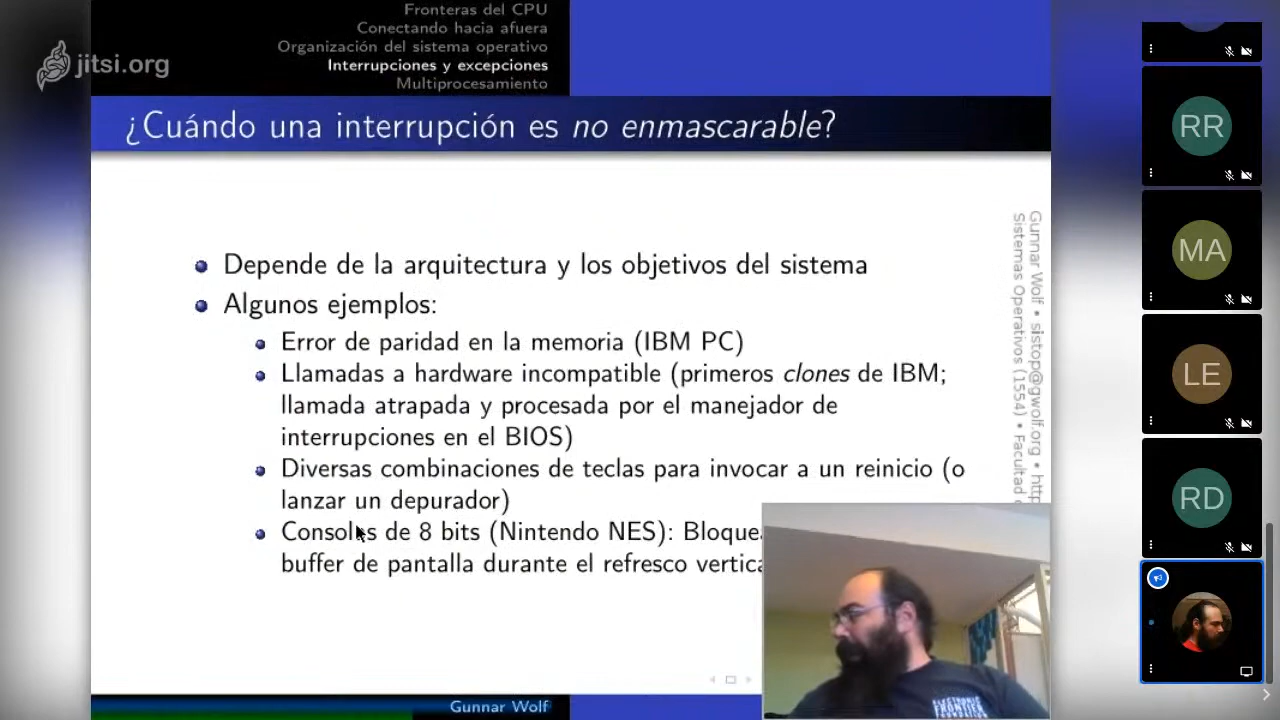 Fronteras del CPU
Conectando hacia afuera
Organización del sistema operativo
Interrupciones y excepciones
Multiprocesamiento
jitsi.org
¿Cuándo una interrupción es no enmascarable?
Depende de la arquitectura y los objetivos del sistema
Algunos ejemplos:
Error de paridad en la memoria (IBM PC)
Llamadas a hardware incompatible (primeros clones de IBM;
llamada atrapada y procesada por el manejador de
interrupciones en el BIOS)
Diversas combinaciones de teclas para invocar a un reinicio (o
lanzar un depurador)
Consolas de 8 bits (Nintendo NES):
buffer de pantalla durante el refresco
Gunnar Wolf • sistop@gwolf.org •
Sistemas Operativos (1554) • Facultad
Gunnar Wolf
ELECTRONIC
FRONTIER
FOUNDATION
RR
MA
LE
RD